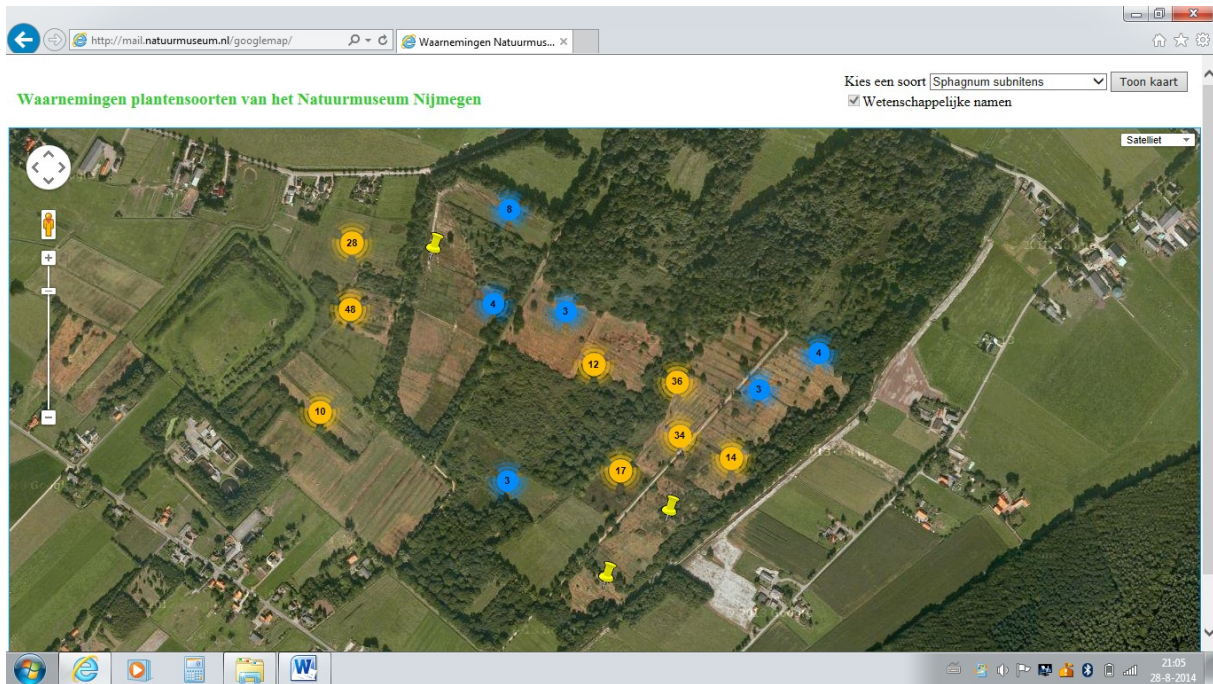 http://mail.natuurmuseum.nl/googlemap/
Waarnemingen Natuurmus...
Kies een soort Sphagnum subnitens Toon kaart
Wetenschappelijke namen
Waarnemingen plantensoorten van het Natuurmuseum Nijmegen
Satelliet
8
28
4
48
3
4
12
36
3
10
34
14
17
3
21:05
28-8-2014